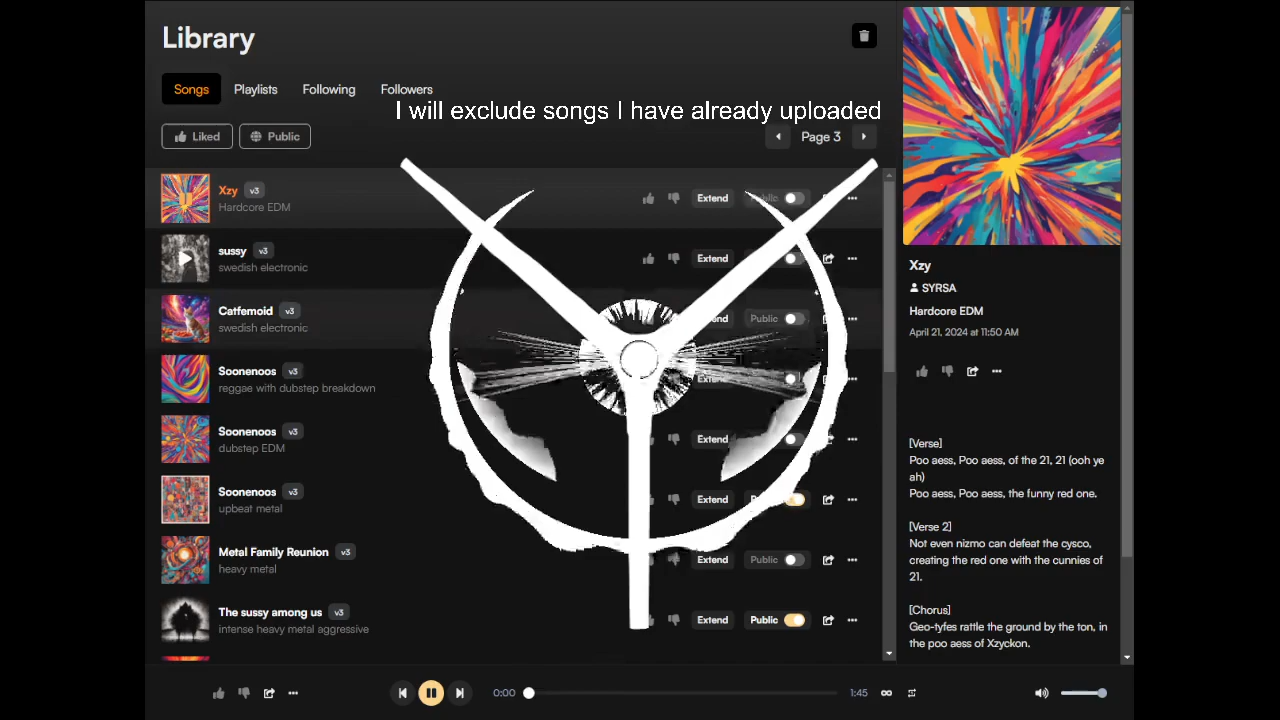 Library
Songs Playlists Following Followers
I will exclude songs I have already uploaded
Liked Public Page 3
Xzy v3
Hardcore EDM
Extend Public
sussy v3
swedish electronic
Extend
Catfemoid v3
swedish electronic
Public
Soonenoos v3
reggae with dubstep breakdown
Extend
Soonenoos v3
dubstep EDM
Extend
Soonenoos v3
upbeat metal
Extend
Metal Family Reunion v3
heavy metal
Extend Public
The sussy among us v3
intense heavy metal aggressive
Extend Public
Xzy
SYRSA
Hardcore EDM
April 21, 2024 at 11:50 AM
[Verse]
Poo aess, Poo aess, of the 21, 21 (ooh ye
ah)
Poo aess, Poo aess, the funny red one.
[Verse 2]
Not even nizmo can defeat the cysco,
creating the red one with the cunnies of
21.
[Chorus]
Geo-tyfes rattle the ground by the ton, in
the poo aess of Xzyckon.
0:00 1:45